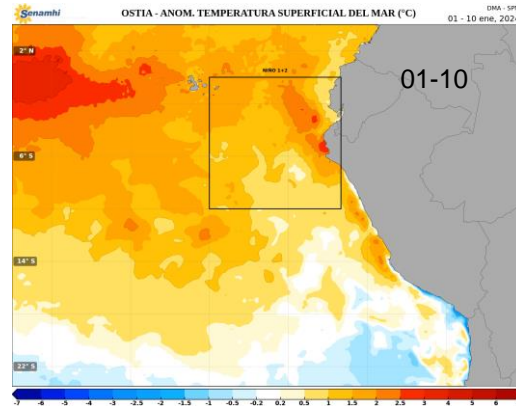 Senamhi
OSTIA - ANOM. TEMPERATURA SUPERFICIAL DEL MAR (°C)
DMA - SPC
01 - 10 ene, 2024
2° N
NIÑO 1+2
01-10
6° S
14° S
22° S
-7 -6 -5 -4 -3 -2.5 -2 -1.5 -1 -0.5 -0.2 0.2 0.5 1 1.5 2 2.5 3 4 5 6